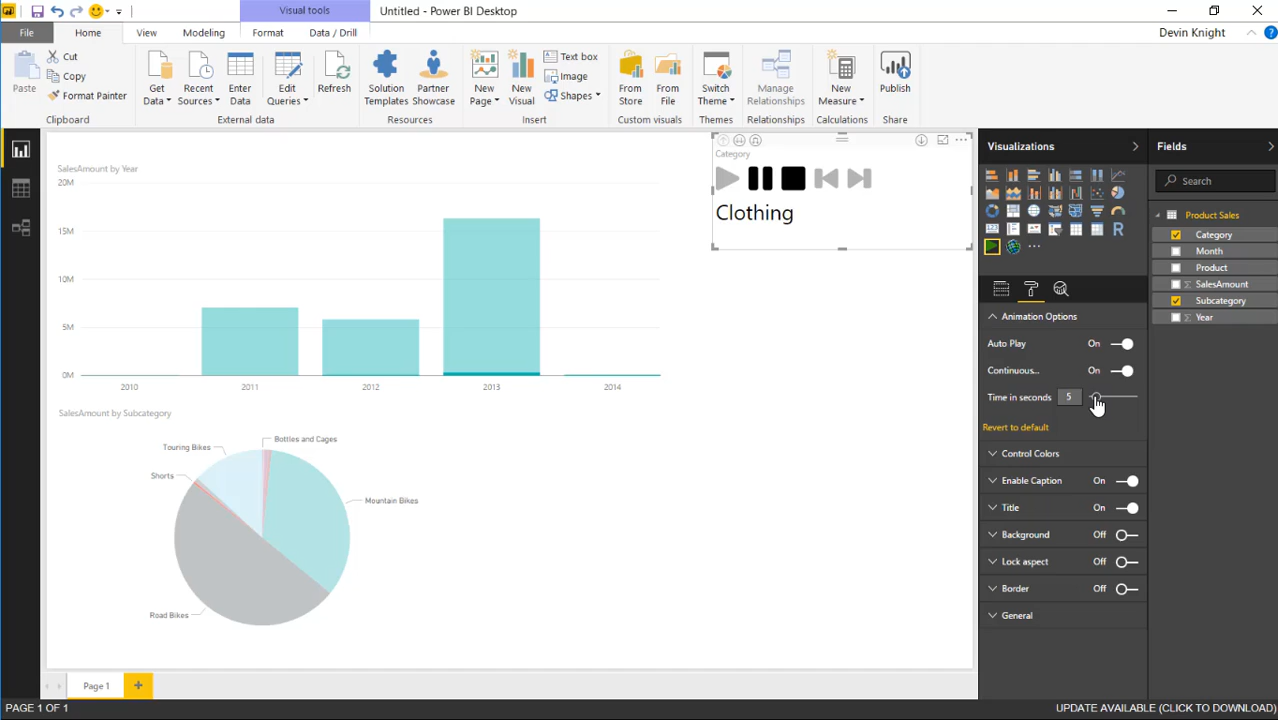 Visual tools
Untitled - Power BI Desktop
File
Home
View
Modeling
Format
Data / Drill
Devin Knight
Paste
Cut
Copy
Format Painter
Clipboard
Get
Data
Recent
Sources
Enter
Data
Edit
Queries
Refresh
External data
Solution
Templates
Partner
Showcase
Resources
New
Page
New
Visual
Text box
Image
Shapes
Insert
From
Store
From
File
Custom visuals
Switch
Theme
Themes
Manage
Relationships
Relationships
New
Measure
Calculations
Publish
Share
SalesAmount by Year
20M
15M
10M
5M
0M
2010
2011
2012
2013
2014
SalesAmount by Subcategory
Touring Bikes
Bottles and Cages
Shorts
Mountain Bikes
Road Bikes
Category
Clothing
Visualizations
R
Animation Options
Auto Play
On
Continuous...
On
Time in seconds
5
Revert to default
Control Colors
Enable Caption
On
Title
On
Background
Off
Lock aspect
Off
Border
Off
General
Fields
Search
Product Sales
Category
Month
Product
SalesAmount
Subcategory
Year
Page 1
PAGE 1 OF 1
UPDATE AVAILABLE (CLICK TO DOWNLOAD)